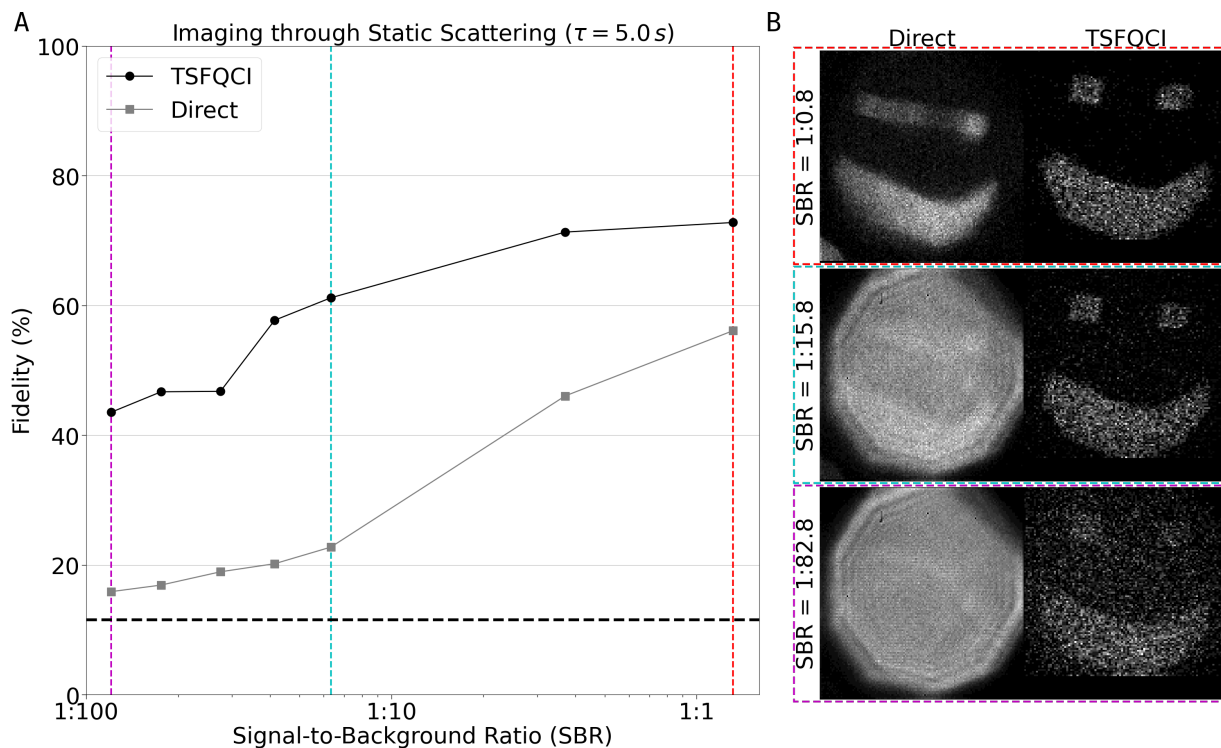 A
Imaging through Static Scattering (τ = 5.0 s)
TSFQCI
Direct
100
80
60
40
20
0
Fidelity (%)
1:100
1:10
1:1
Signal-to-Background Ratio (SBR)
B
Direct
TSFQCI
SBR = 1:0.8
SBR = 1:15.8
SBR = 1:82.8